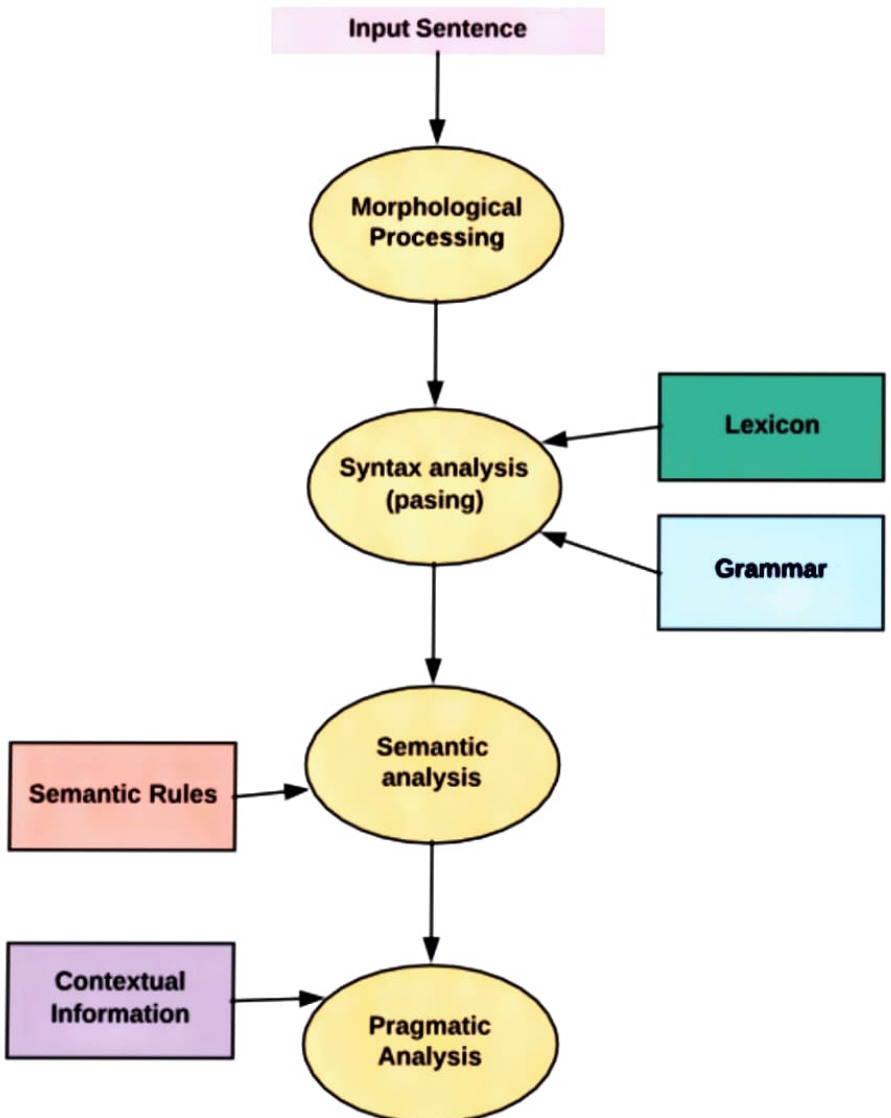 Input Sentence
Morphological
Processing
Lexicon
Syntax analysis
(pasing)
Grammar
Semantic
analysis
Semantic Rules
Contextual
Information
Pragmatic
Analysis